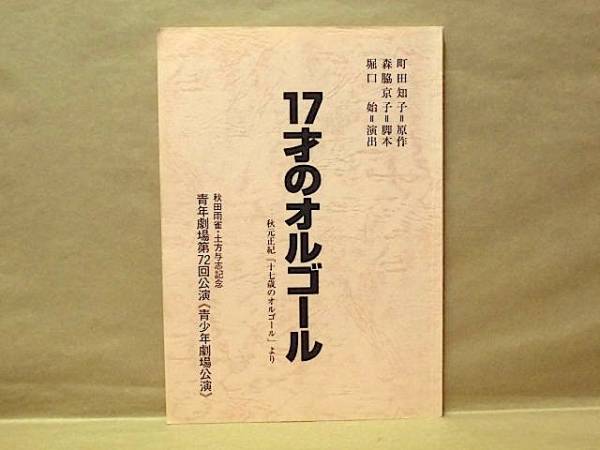 町田知子＝原作
森脇京子＝脚本
堀口　始＝演出
17才のオルゴール
秋元正紀「十七歳のオルゴール」より
秋田雨雀・土方与志記念
青年劇場第72回公演《青少年劇場公演》